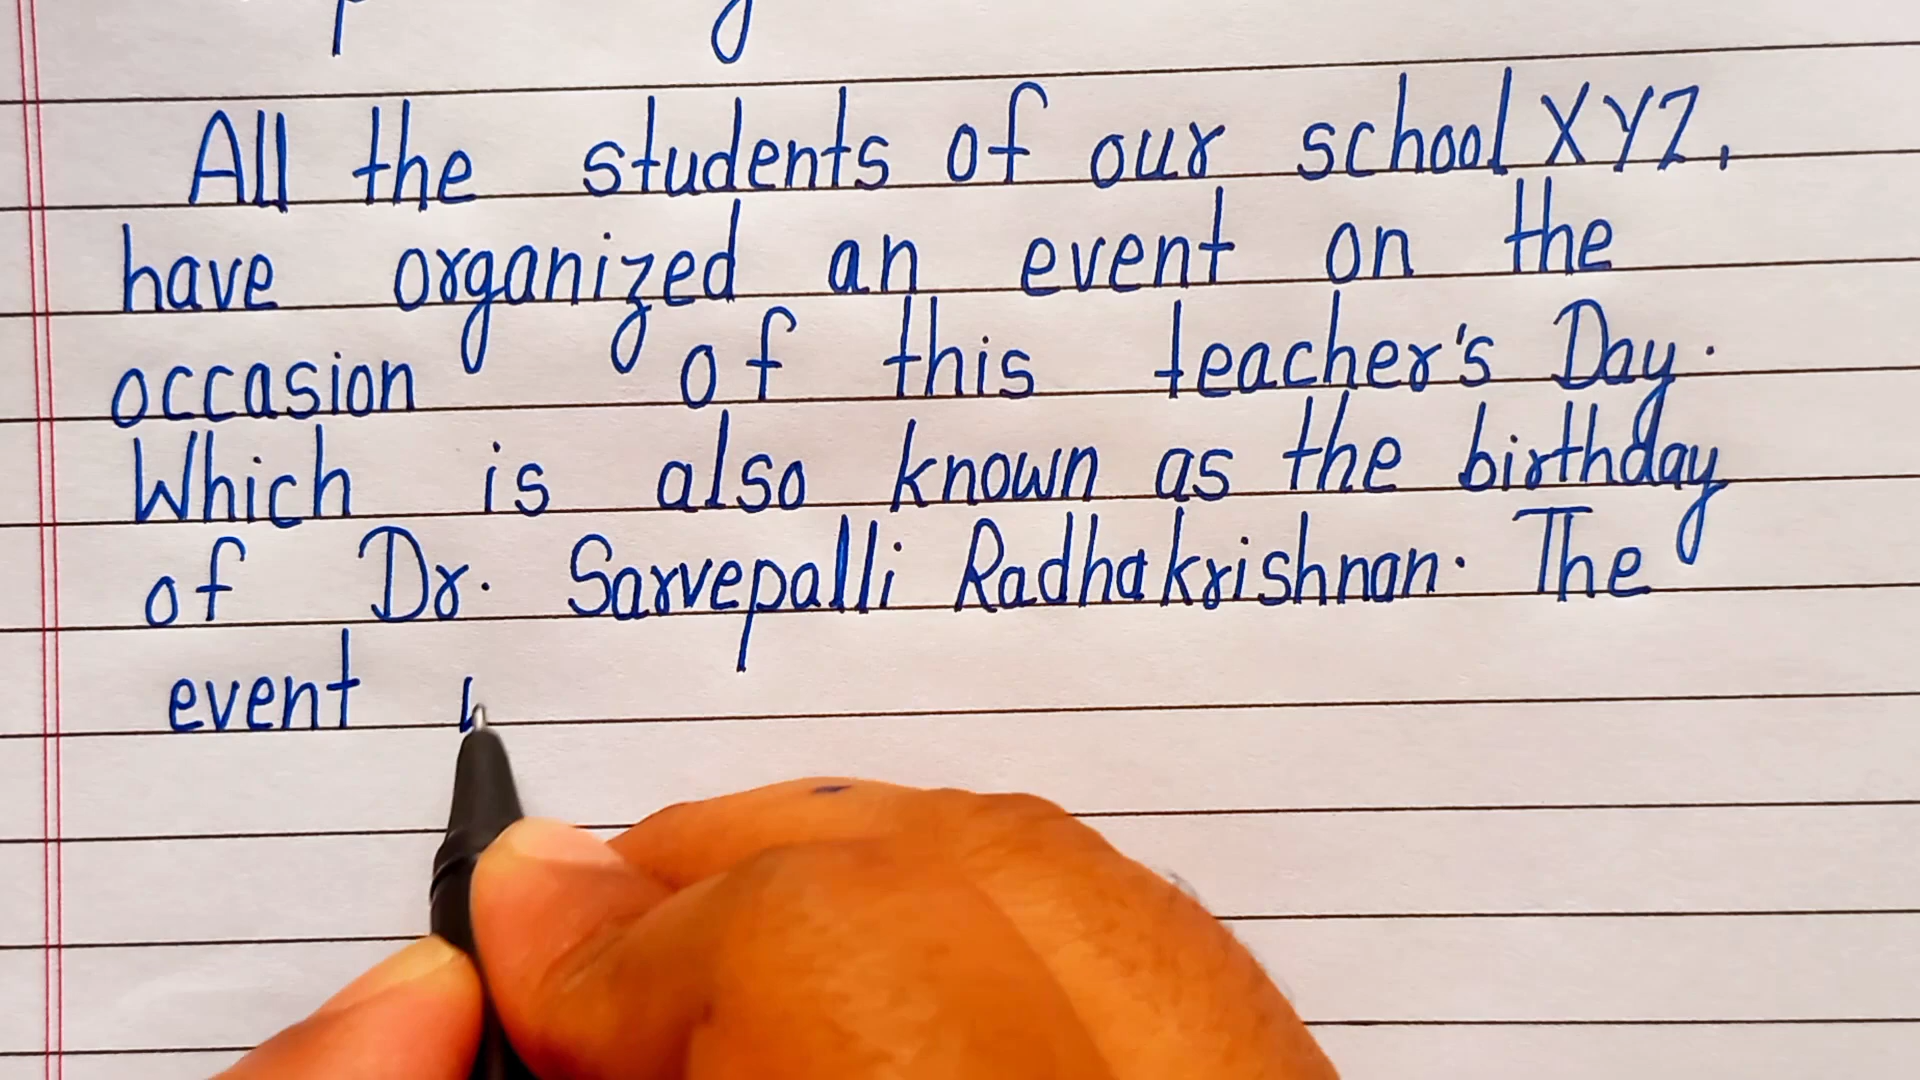 All the students of our school XYZ,
have organized an event on the
occasion of this teacher's Day.
Which is also known as the birthday
of Dr. Sarvepalli Radhakrishnan. The
event